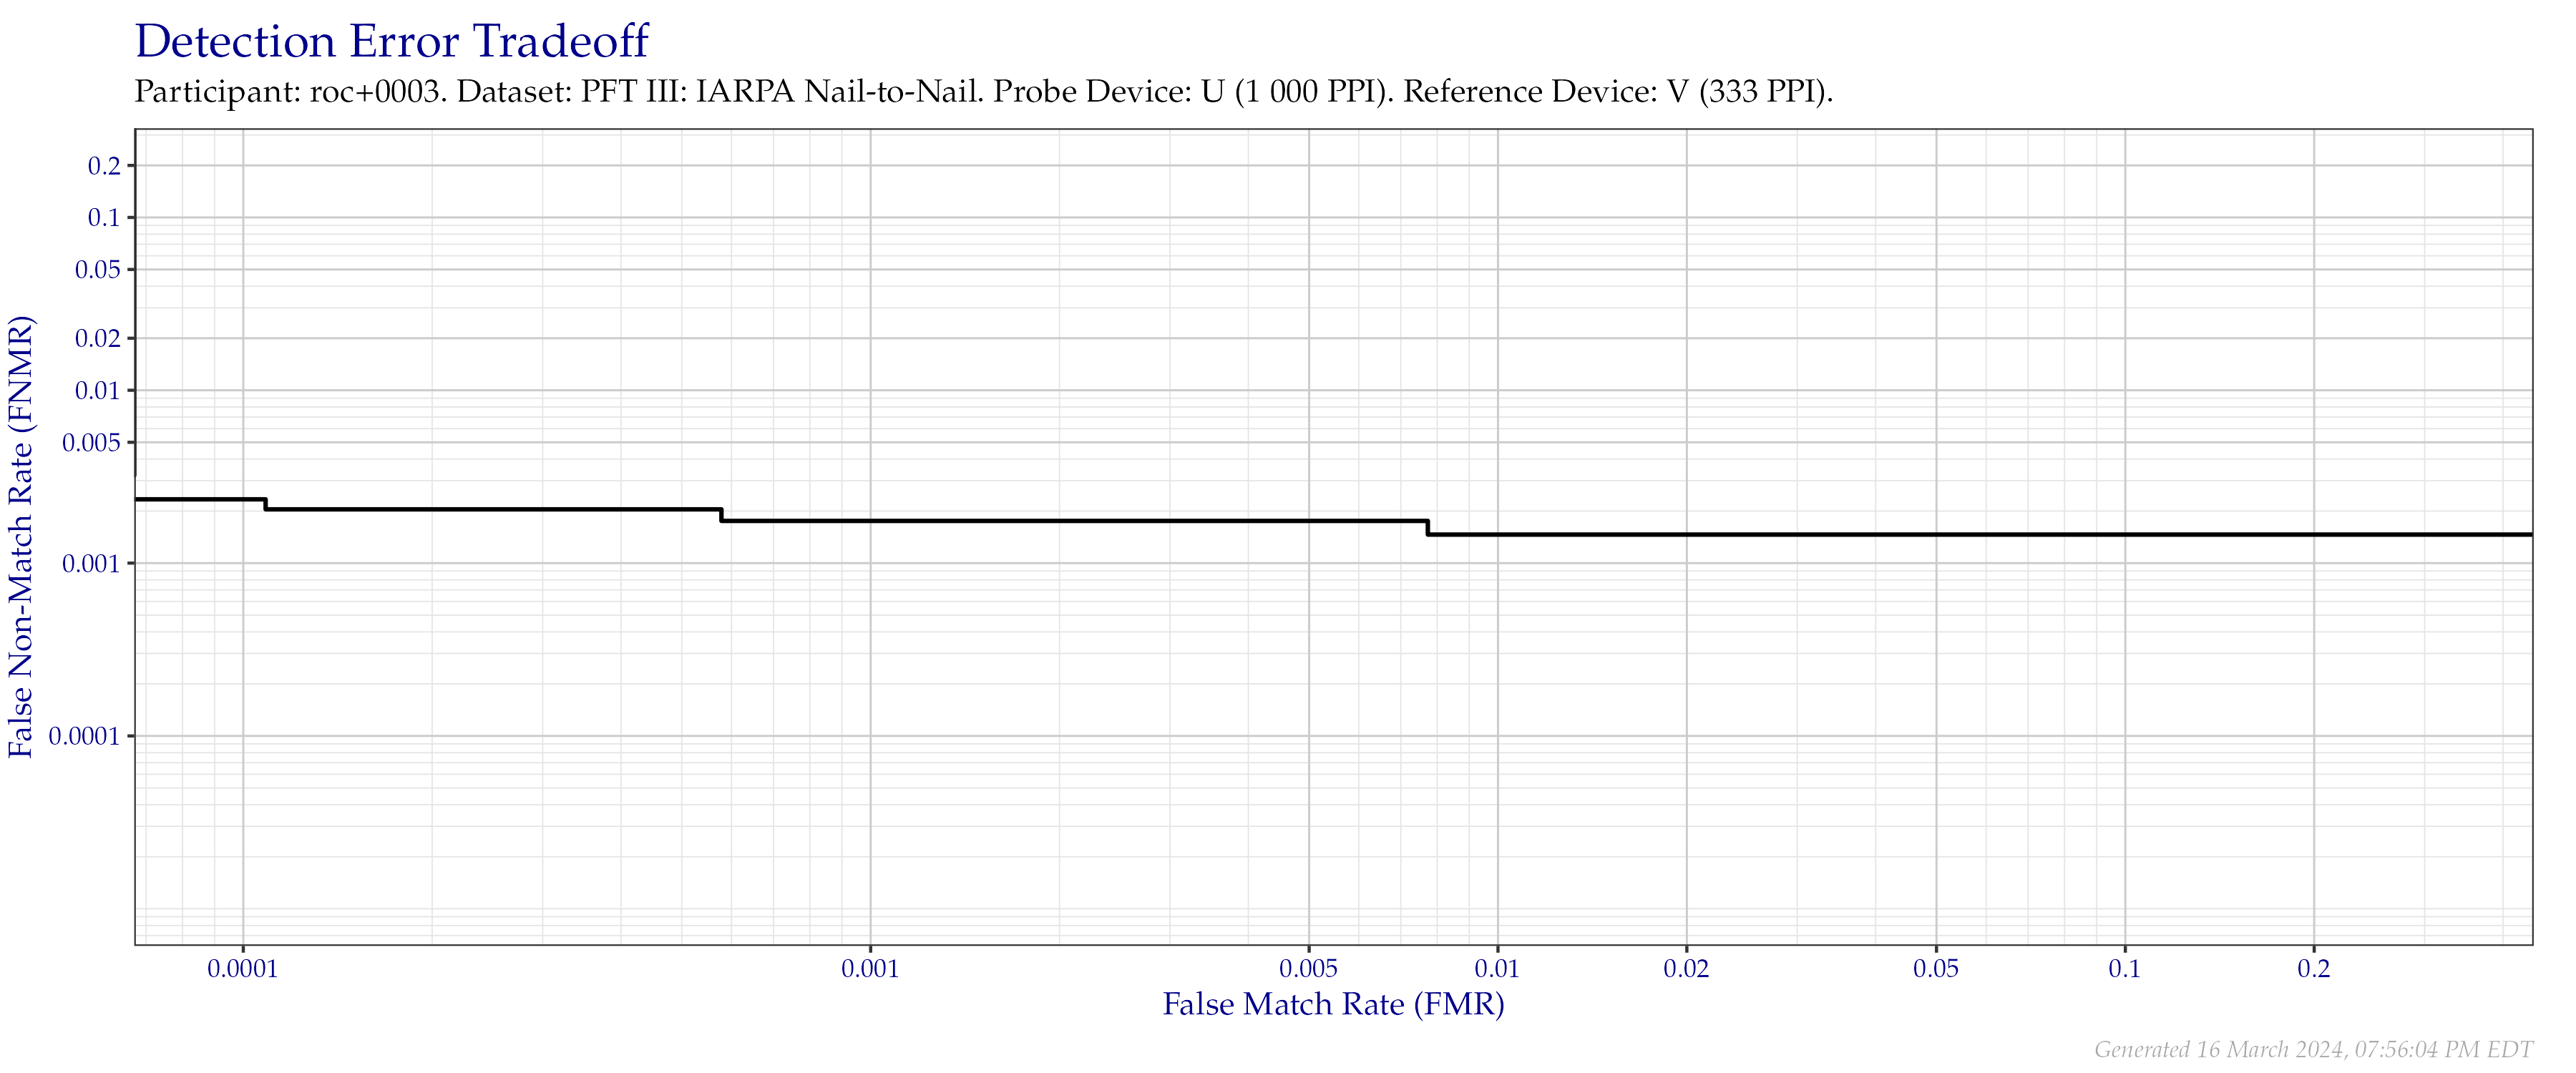 Detection Error Tradeoff
Participant: roc+0003. Dataset: PFT III: IARPA Nail-to-Nail. Probe Device: U (1 000 PPI). Reference Device: V (333 PPI).
False Non-Match Rate (FNMR)
0.2
0.1
0.05
0.02
0.01
0.005
0.001
0.0001
0.0001 0.001 0.005 0.01 0.02 0.05 0.1 0.2
False Match Rate (FMR)
Generated 16 March 2024, 07:56:04 PM EDT